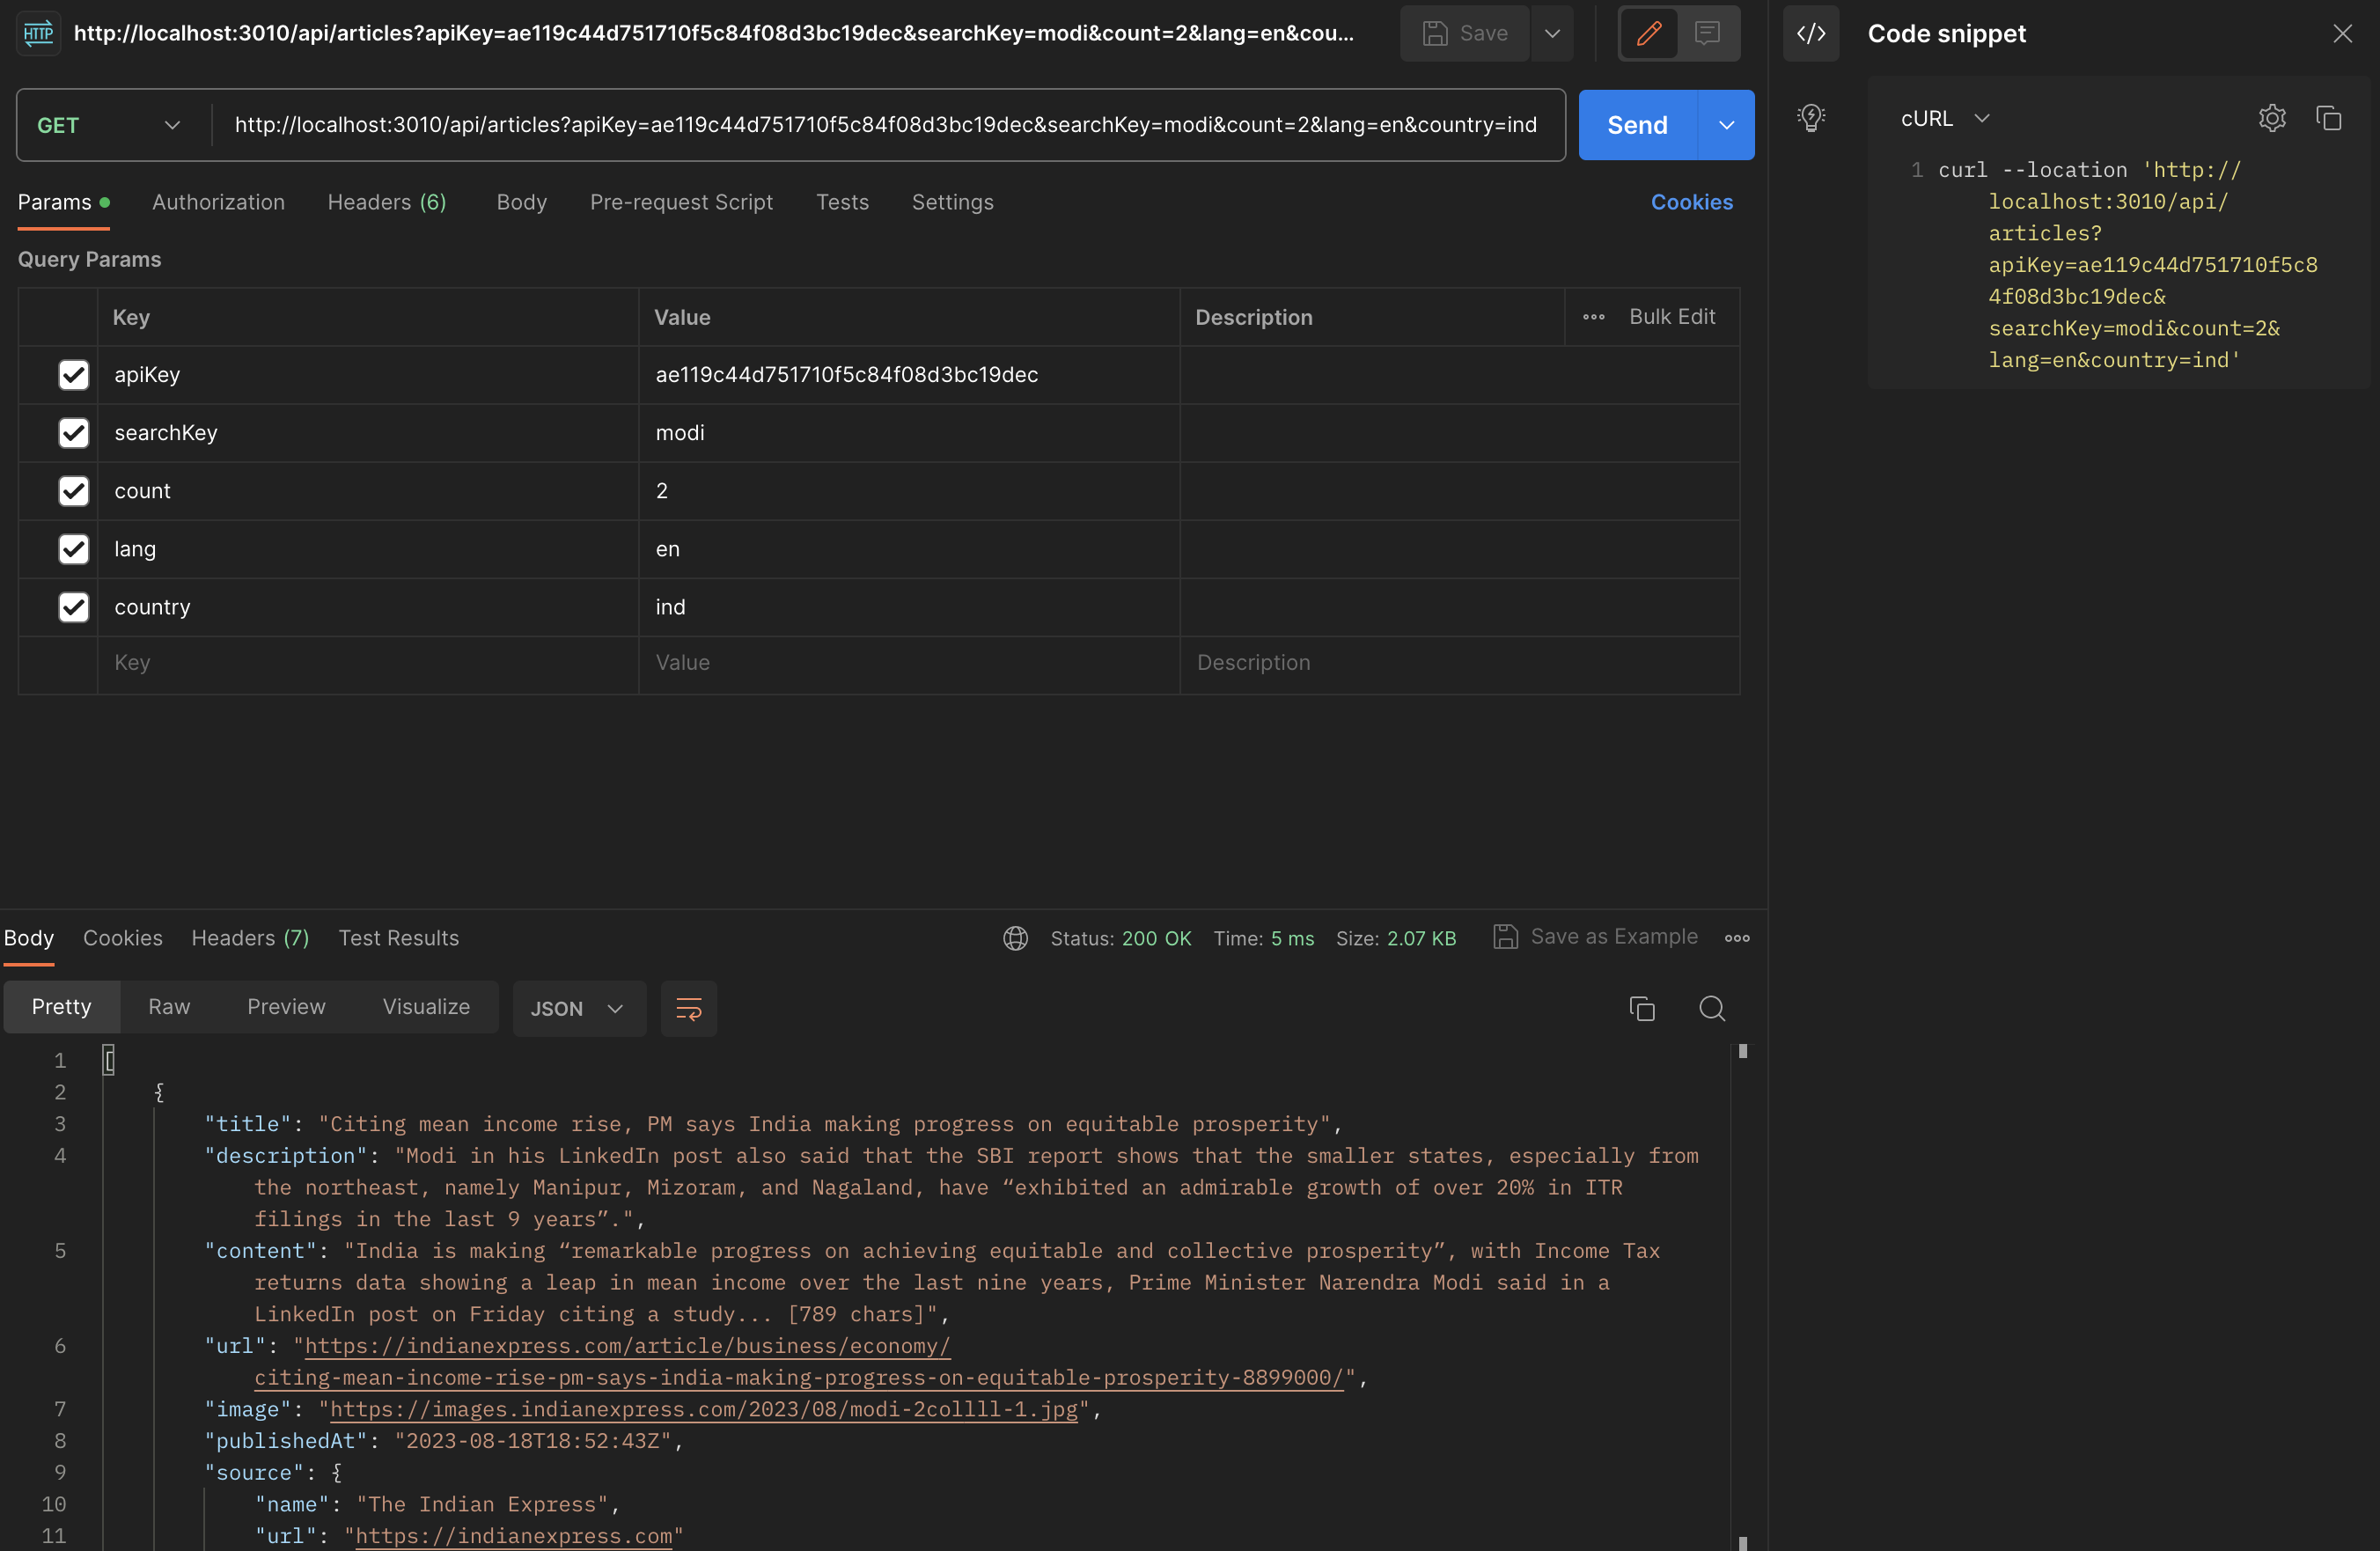 HTTP http://localhost:3010/api/articles?apiKey=ae119c44d751710f5c84f08d3bc19dec&searchKey=modi&count=2&lang=en&cou...
Save
GET http://localhost:3010/api/articles?apiKey=ae119c44d751710f5c84f08d3bc19dec&searchKey=modi&count=2&lang=en&country=ind
Send
Params Authorization Headers (6) Body Pre-request Script Tests Settings Cookies
Query Params
Key Value Description Bulk Edit
apiKey ae119c44d751710f5c84f08d3bc19dec
searchKey modi
count 2
lang en
country ind
Key Value Description
Body Cookies Headers (7) Test Results Status: 200 OK Time: 5 ms Size: 2.07 KB Save as Example
Pretty Raw Preview Visualize JSON
1 [
2 {
3 "title": "Citing mean income rise, PM says India making progress on equitable prosperity",
4 "description": "Modi in his LinkedIn post also said that the SBI report shows that the smaller states, especially from
the northeast, namely Manipur, Mizoram, and Nagaland, have “exhibited an admirable growth of over 20% in ITR
filings in the last 9 years”.",
5 "content": "India is making “remarkable progress on achieving equitable and collective prosperity”, with Income Tax
returns data showing a leap in mean income over the last nine years, Prime Minister Narendra Modi said in a
LinkedIn post on Friday citing a study... [789 chars]",
6 "url": "https://indianexpress.com/article/business/economy/
citing-mean-income-rise-pm-says-india-making-progress-on-equitable-prosperity-8899000/",
7 "image": "https://images.indianexpress.com/2023/08/modi-2collll-1.jpg",
8 "publishedAt": "2023-08-18T18:52:43Z",
9 "source": {
10 "name": "The Indian Express",
11 "url": "https://indianexpress.com"
</> Code snippet
cURL
1 curl --location 'http://
localhost:3010/api/
articles?
apiKey=ae119c44d751710f5c8
4f08d3bc19dec&
searchKey=modi&count=2&
lang=en&country=ind'